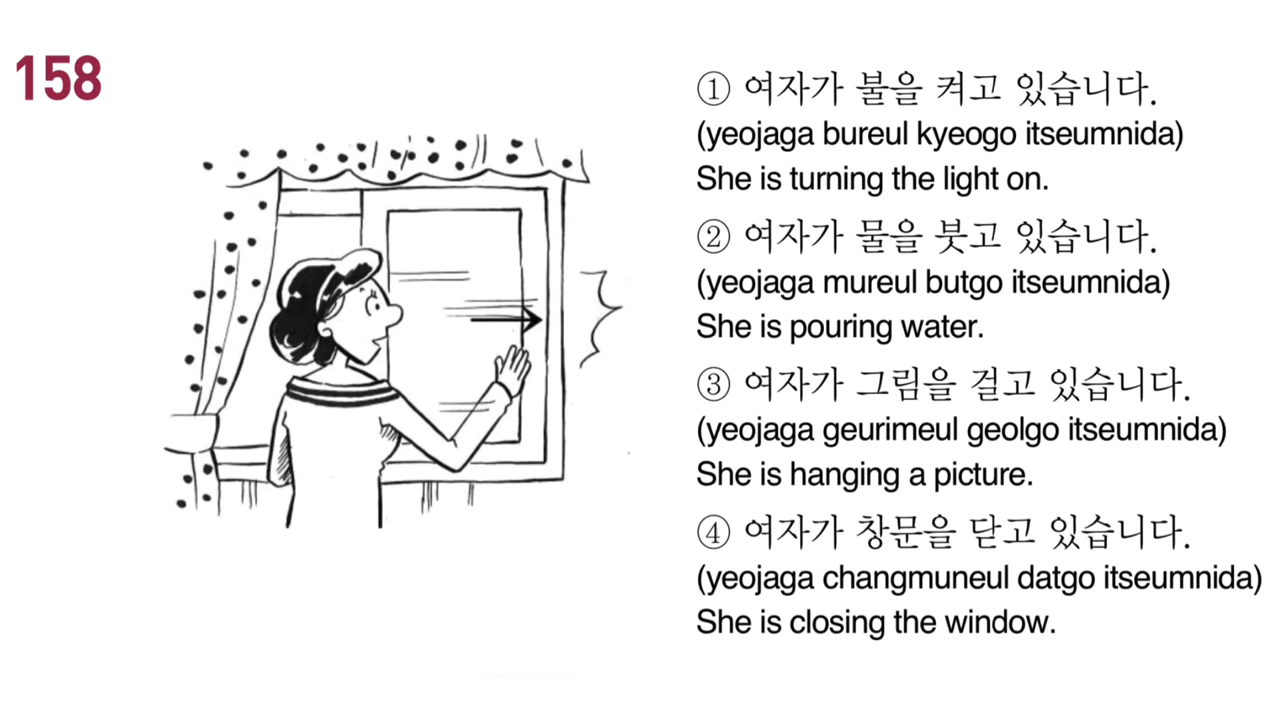 158
① 여자가 불을 켜고 있습니다.
(yeojaga bureul kyeogo itseumnida)
She is turning the light on.
② 여자가 물을 붓고 있습니다.
(yeojaga mureul butgo itseumnida)
She is pouring water.
③ 여자가 그림을 걸고 있습니다.
(yeojaga geurimeul geolgo itseumnida)
She is hanging a picture.
④ 여자가 창문을 닫고 있습니다.
(yeojaga changmuneul datgo itseumnida)
She is closing the window.